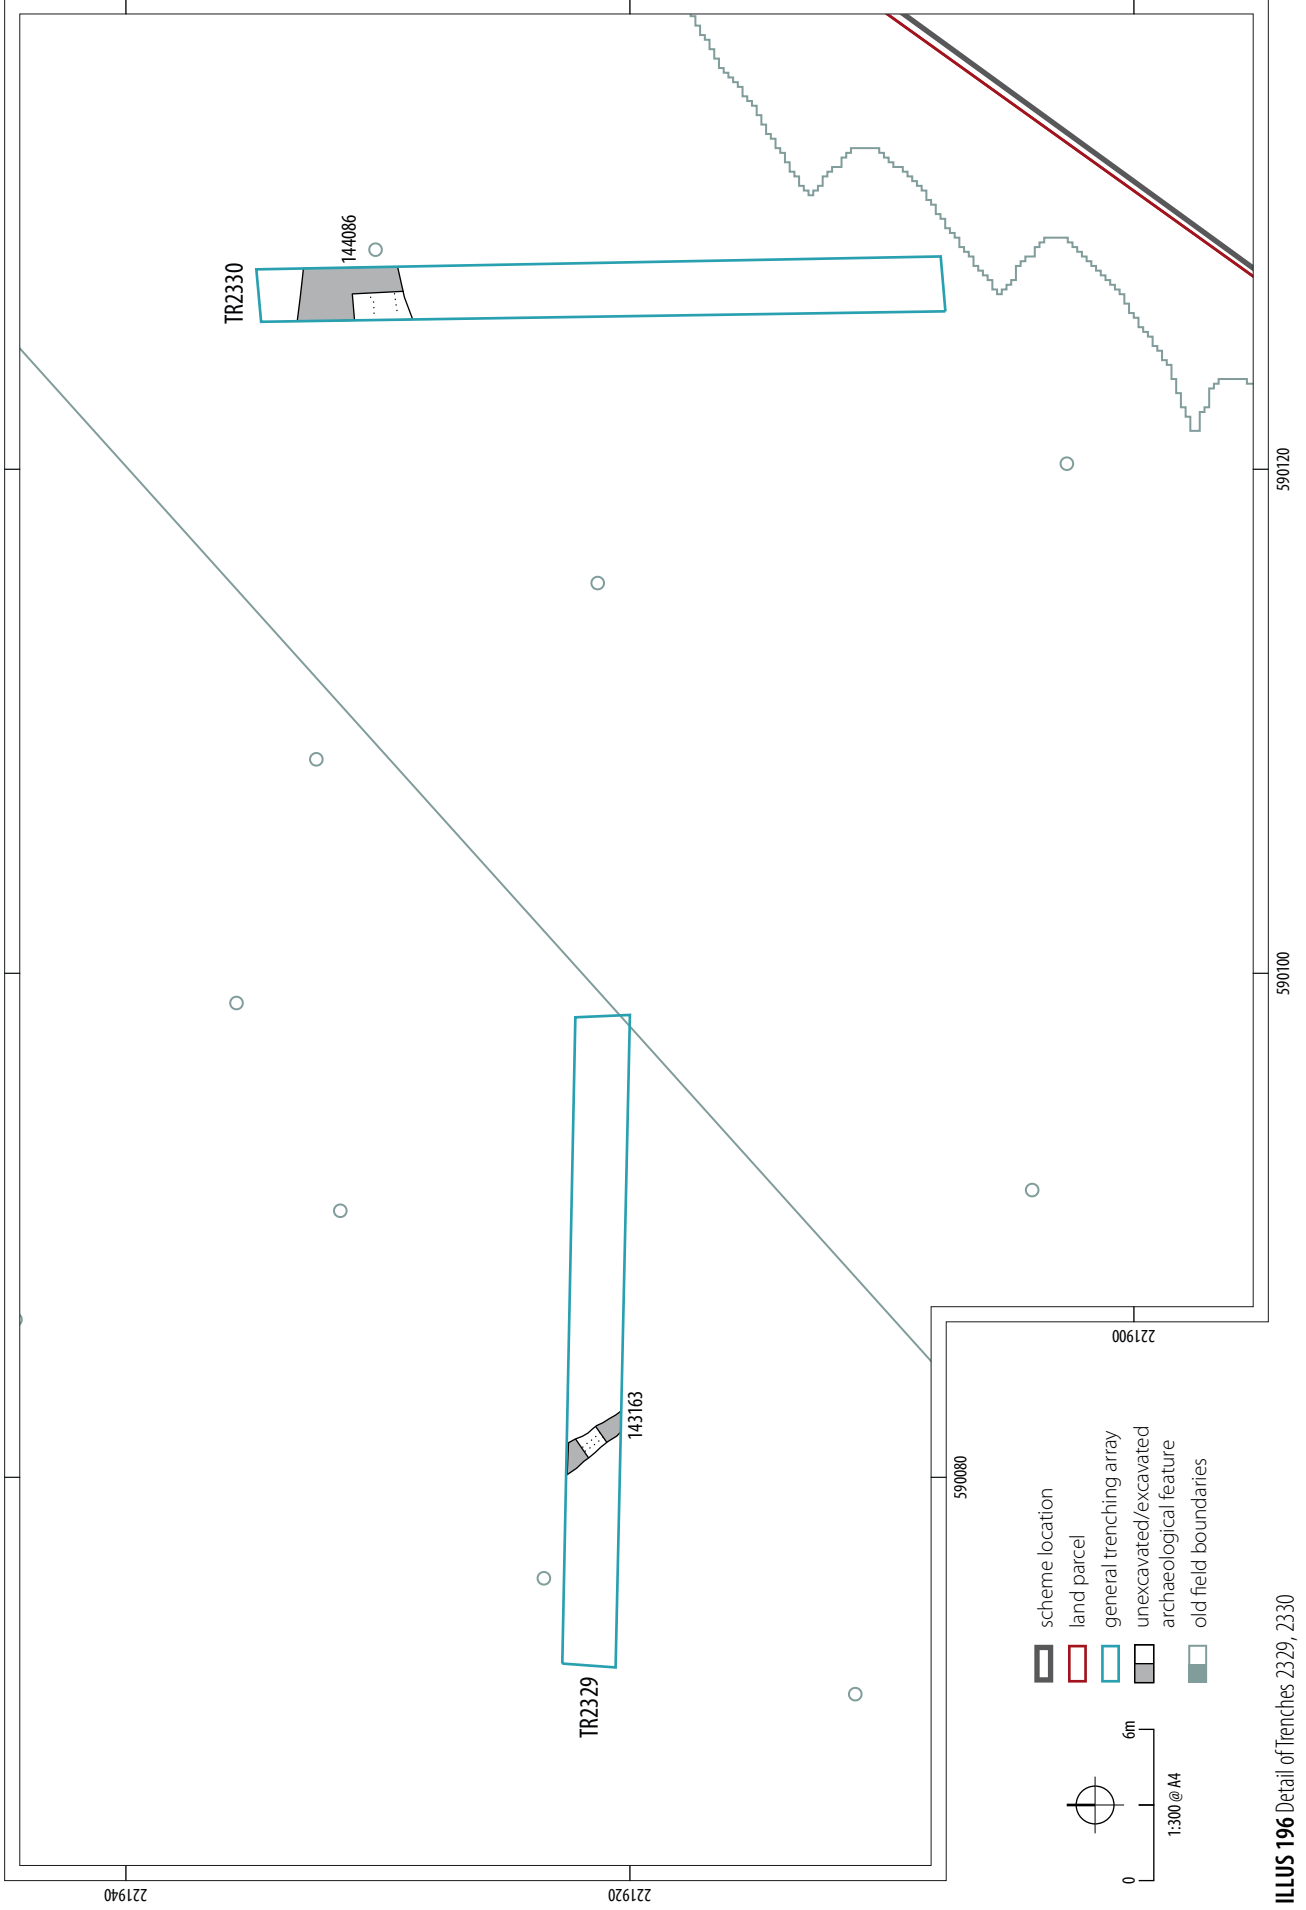 TR2330
144086
TR2329
143163
221940
221920
221900
590080
590100
590120
scheme location
land parcel
general trenching array
unexcavated/excavated
archaeological feature
old field boundaries
0
6m
1:300 @ A4
ILLUS 196 Detail of Trenches 2329, 2330